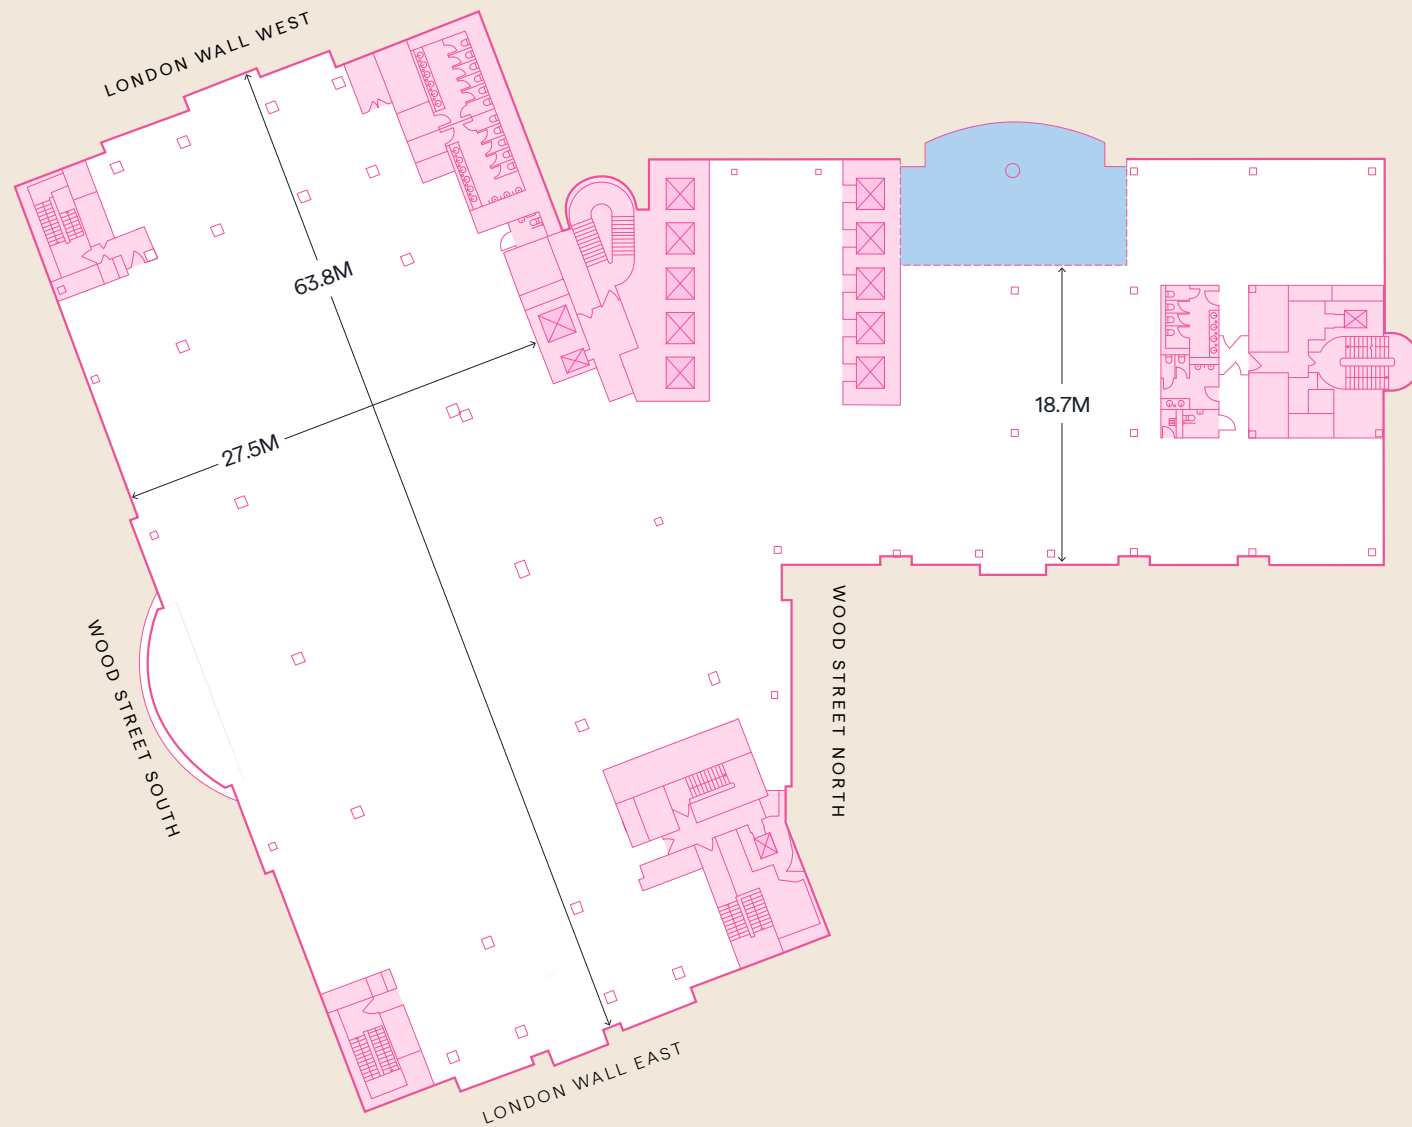 LONDON WALL WEST
63.8M
27.5M
18.7M
WOOD STREET SOUTH
WOOD STREET NORTH
LONDON WALL EAST